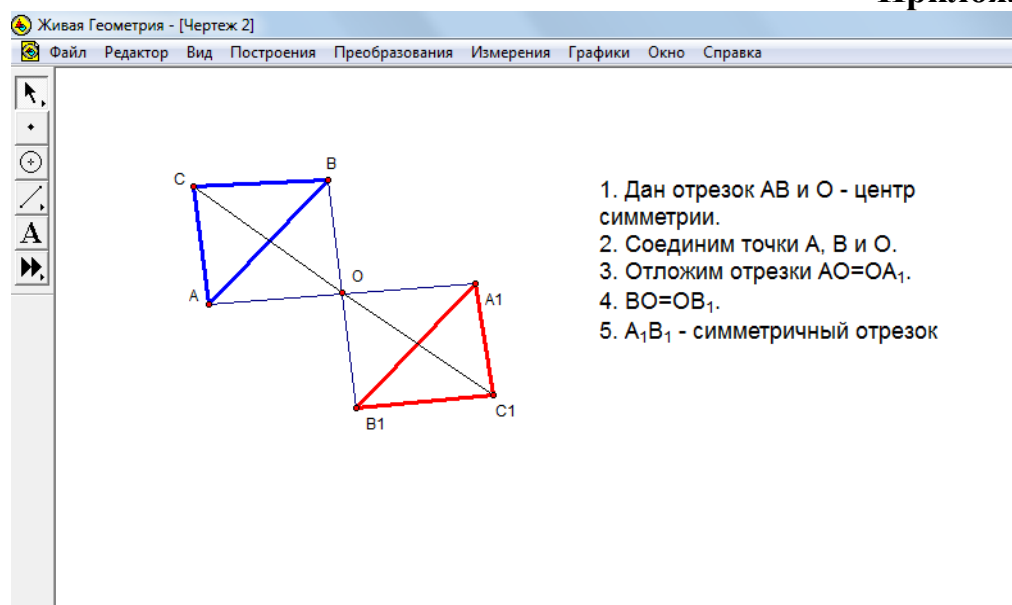 Живая Геометрия - [Чертеж 2]
Файл Редактор Вид Построения Преобразования Измерения Графики Окно Справка
A
C
B
O
A
A1
B1
C1
1. Дан отрезок АВ и О - центр
симметрии.
2. Соединим точки А, В и О.
3. Отложим отрезки АО=ОА₁.
4. ВО=ОВ₁.
5. А₁В₁ - симметричный отрезок